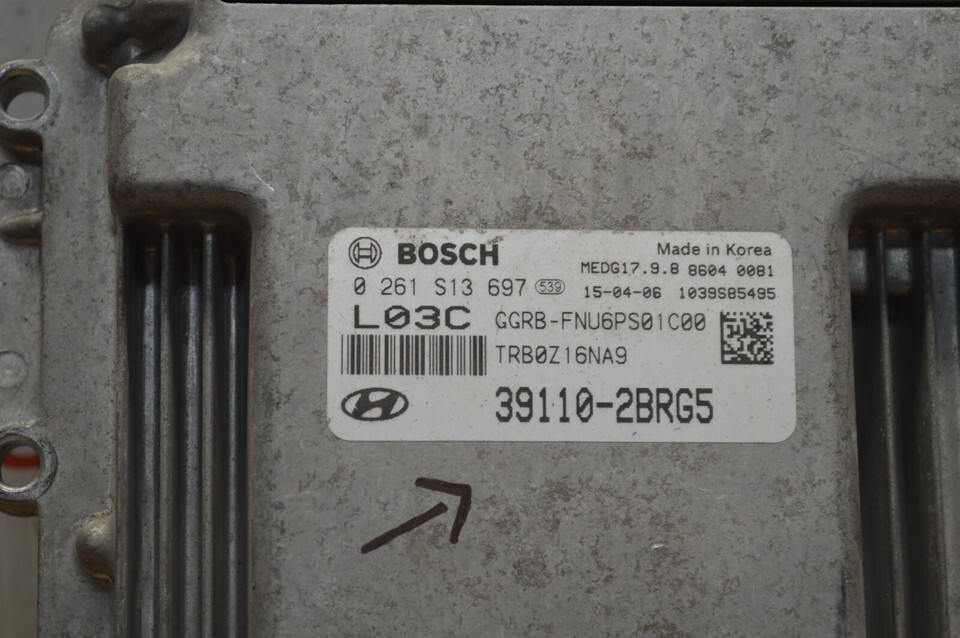 BOSCH
Made in Korea
MEDG17.9.8 8604 0081
0 261 S13 697 539
15-04-06 1039S85495
L03C GGRB-FNU6PS01C00
TRB0Z16NA9
39110-2BRG5